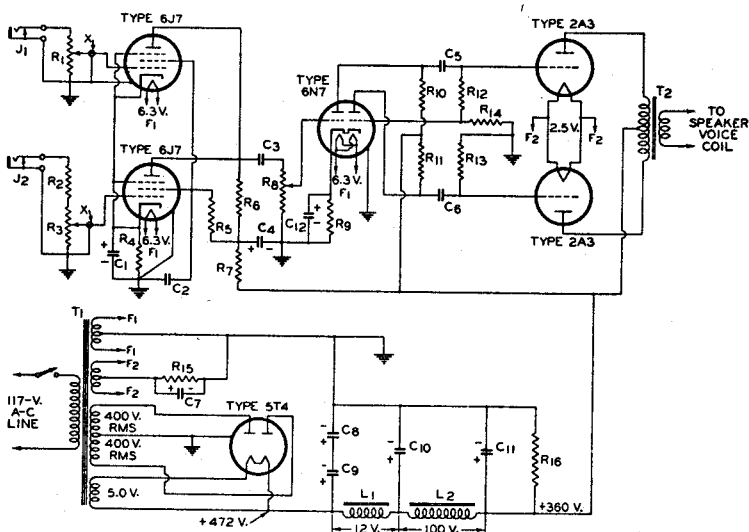 TYPE 6J7
J1
R1
X
6.3 V.
F1
TYPE 6J7
J2
R2
R3
X
R4
6.3 V.
F1
C1
C2
R5
R6
R7
C3
R8
C4
TYPE
6N7
6.3 V.
F1
C12
R9
C5
R10
R12
R14
R11
R13
C6
TYPE 2A3
F2
2.5 V.
F2
TYPE 2A3
T2
TO
SPEAKER
VOICE
COIL
T1
F1
F1
F2
F2
R15
C7
117-V.
A-C
LINE
400 V.
RMS
400 V.
RMS
5.0 V.
TYPE 5T4
+472 V.
C8
C9
C10
C11
R16
L1
L2
12 V.
100 V.
+360 V.